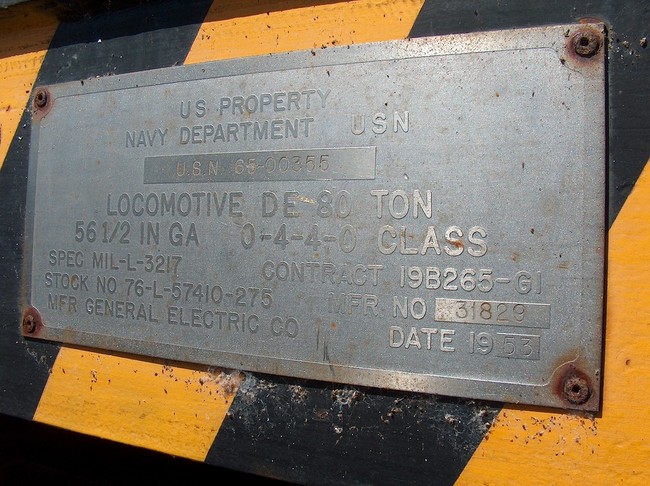 US PROPERTY
NAVY DEPARTMENT USN
U.S.N 65-00355
LOCOMOTIVE DE 80 TON
56 1/2 IN GA 0-4-4-0 CLASS
SPEC MIL-L-3217 CONTRACT 19B265-G1
STOCK NO 76-L-57410-275 MFR. NO 31829
MFR GENERAL ELECTRIC CO DATE 19 53